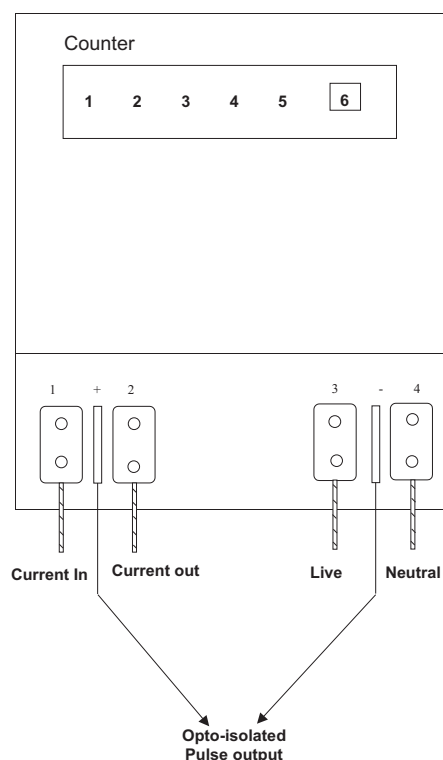 Counter
1 2 3 4 5 6
1 + 2 3 - 4
Current In Current out Live Neutral
Opto-isolated
Pulse output